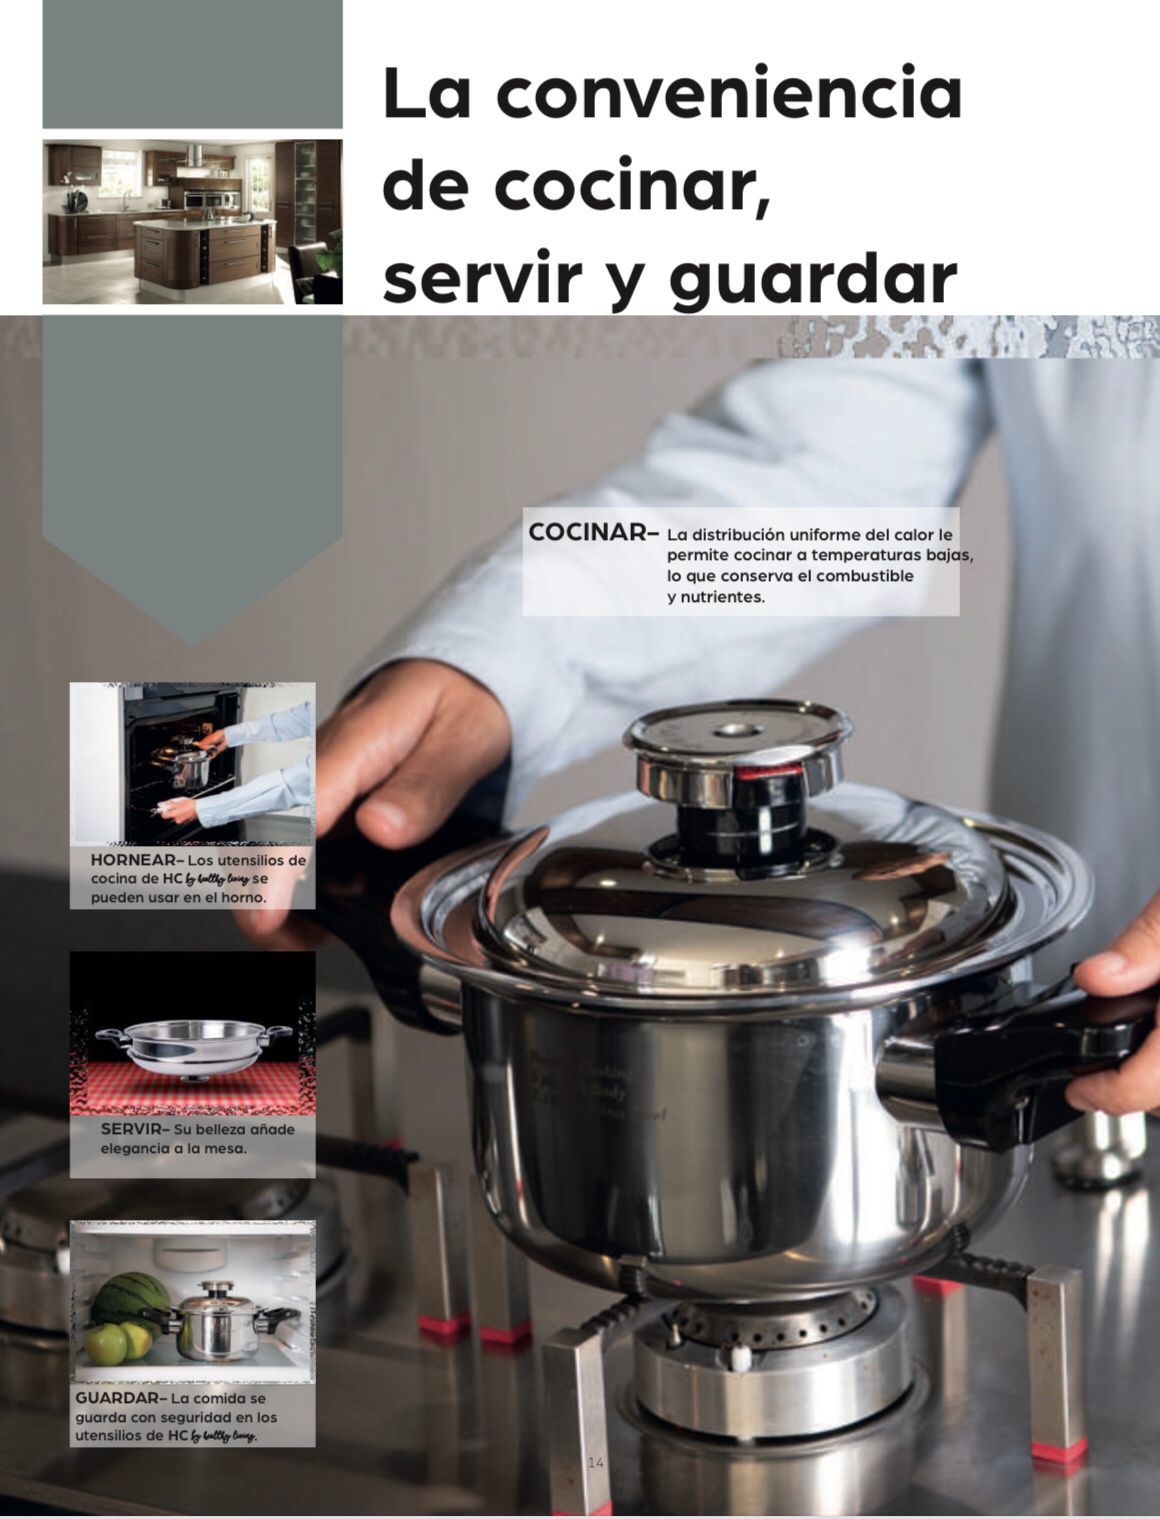 La conveniencia
de cocinar,
servir y guardar
COCINAR– La distribución uniforme del calor le
permite cocinar a temperaturas bajas,
lo que conserva el combustible
y nutrientes.
HORNEAR– Los utensilios de
cocina de HC by healthy living se
pueden usar en el horno.
SERVIR– Su belleza añade
elegancia a la mesa.
GUARDAR– La comida se
guarda con seguridad en los
utensilios de HC by healthy living.
14